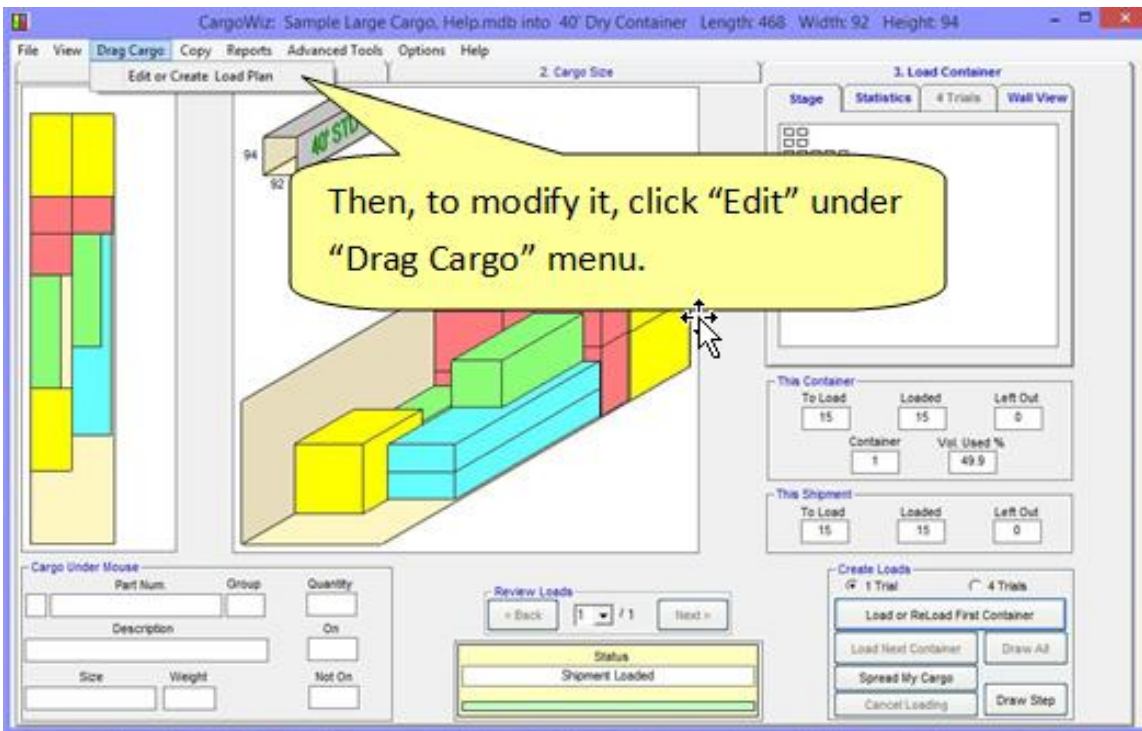 CargoWiz: Sample Large Cargo, Help.mdb into 40' Dry Container Length: 468 Width: 92 Height: 94
File View Drag Cargo Copy Reports Advanced Tools Options Help
Edit or Create Load Plan
2. Cargo Size
3. Load Container
Stage Statistics 4 Trials Wall View
40' STD
94
92
Then, to modify it, click “Edit” under
“Drag Cargo” menu.
This Container
To Load Loaded Left Out
15 15 0
Container Vol. Used %
1 49.9
This Shipment
To Load Loaded Left Out
15 15 0
Cargo Under Mouse
Part Num. Group Quantity
Description On
Size Weight Not On
Review Loads
< Back 1 / 1 Next >
Status
Shipment Loaded
Create Loads
1 Trial 4 Trials
Load or ReLoad First Container
Load Next Container Draw All
Spread My Cargo
Cancel Loading Draw Step